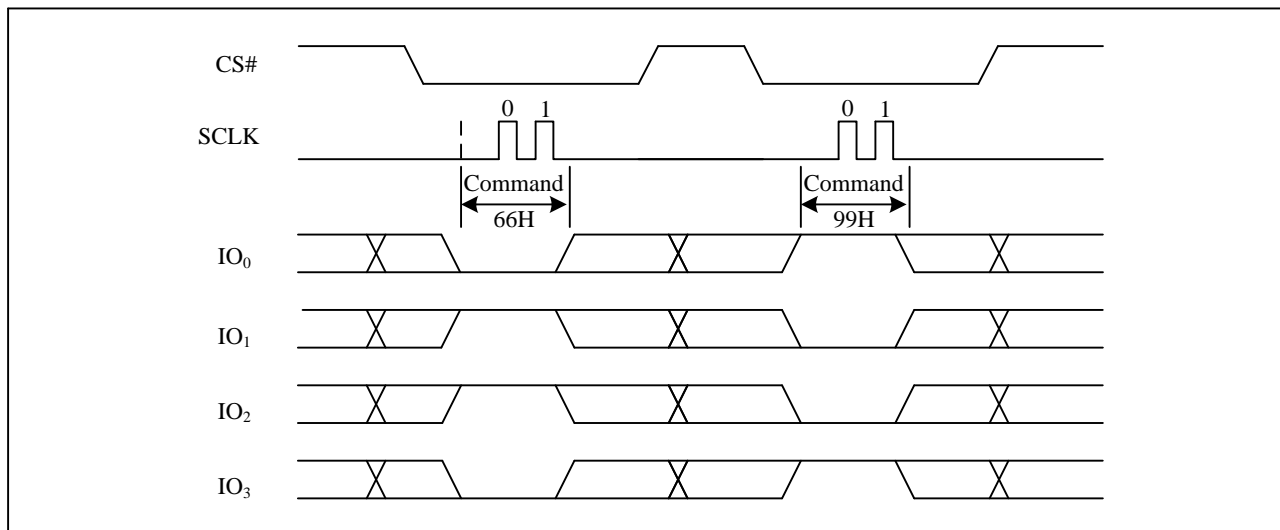 CS#
0 1 0 1
SCLK
Command Command
66H 99H
IO₀
IO₁
IO₂
IO₃